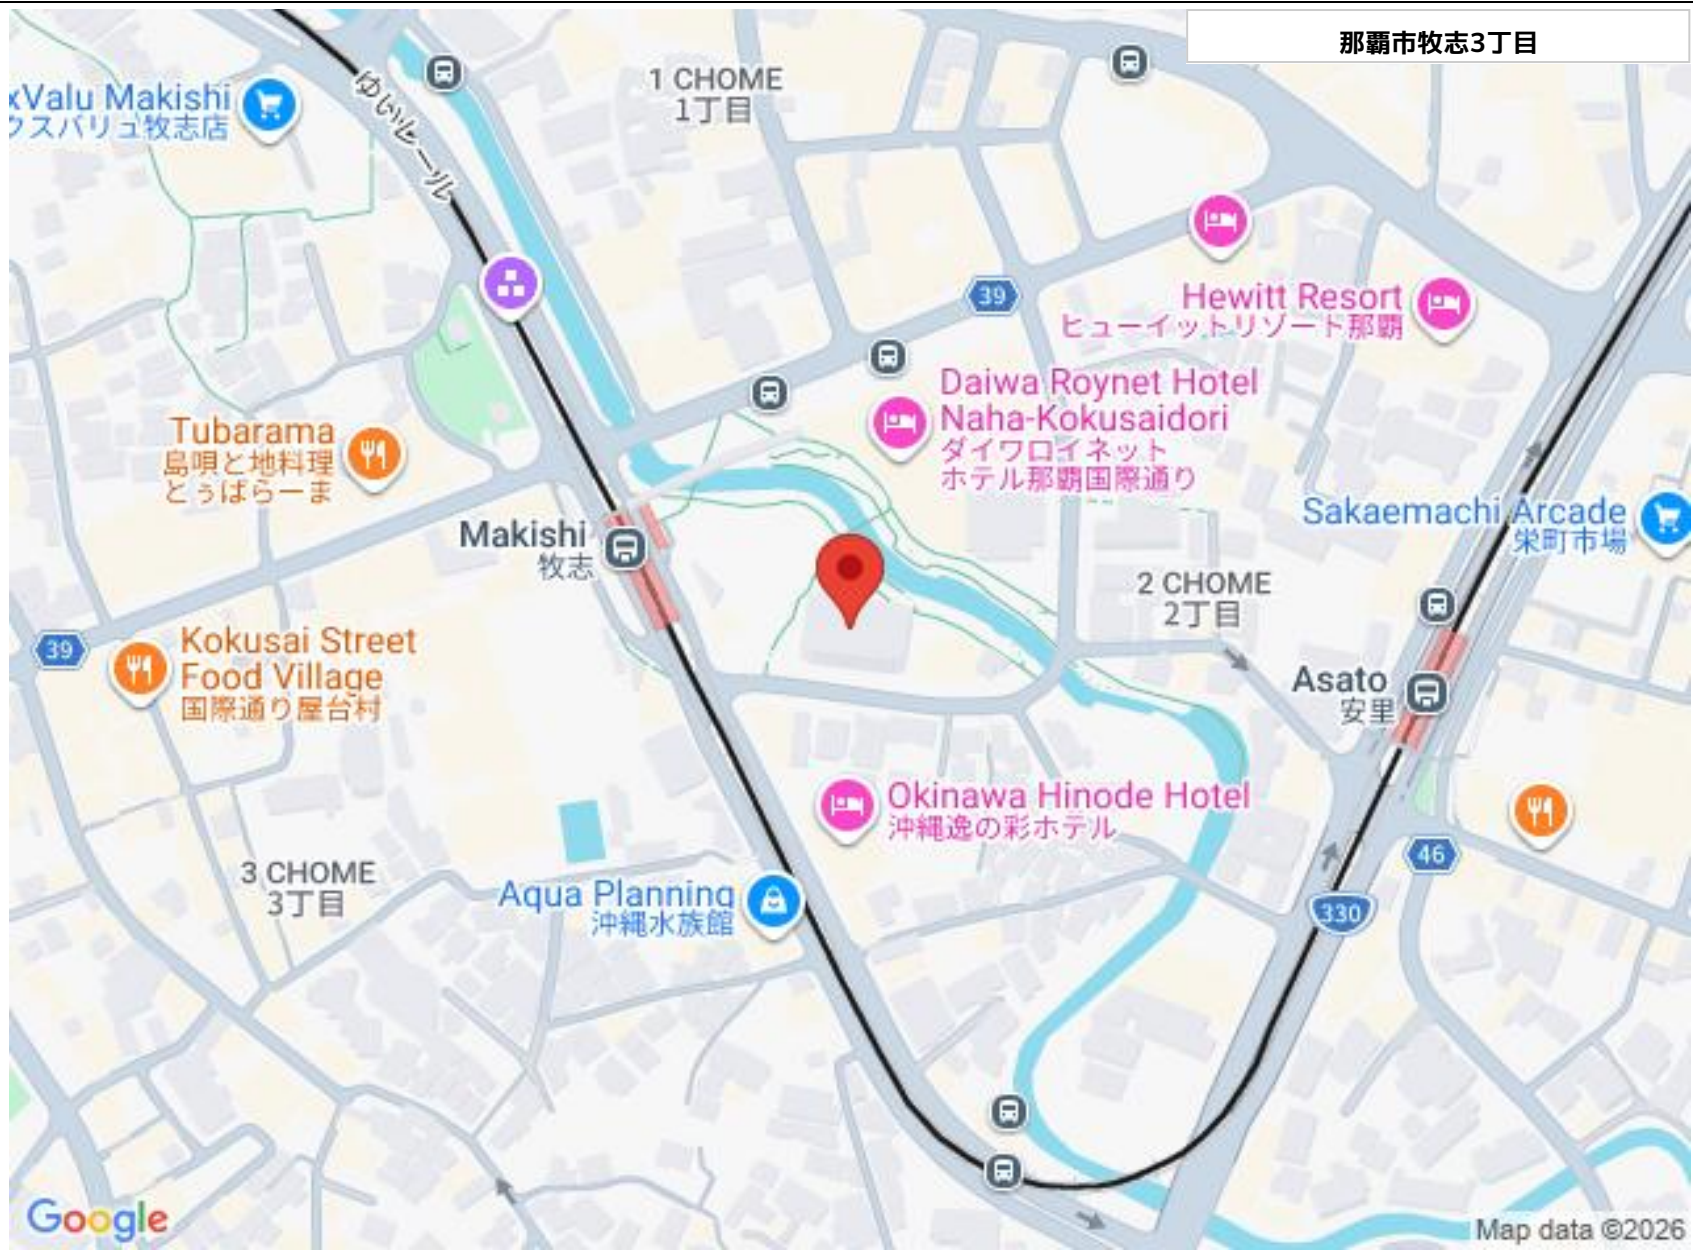 那覇市牧志3丁目
xValu Makishi
クスバリュ牧志店
ゆいレール
1 CHOME
1丁目
39
Hewitt Resort
ヒューイットリゾート那覇
Daiwa Roynet Hotel
Naha-Kokusaidori
ダイワロイネット
ホテル那覇国際通り
Tubarama
島唄と地料理
とぅばらーま
Makishi
牧志
Sakaemachi Arcade
栄町市場
2 CHOME
2丁目
39
Kokusai Street
Food Village
国際通り屋台村
Asato
安里
Okinawa Hinode Hotel
沖縄逸の彩ホテル
46
3 CHOME
3丁目
Aqua Planning
沖縄水族館
330
Google
Map data ©2026